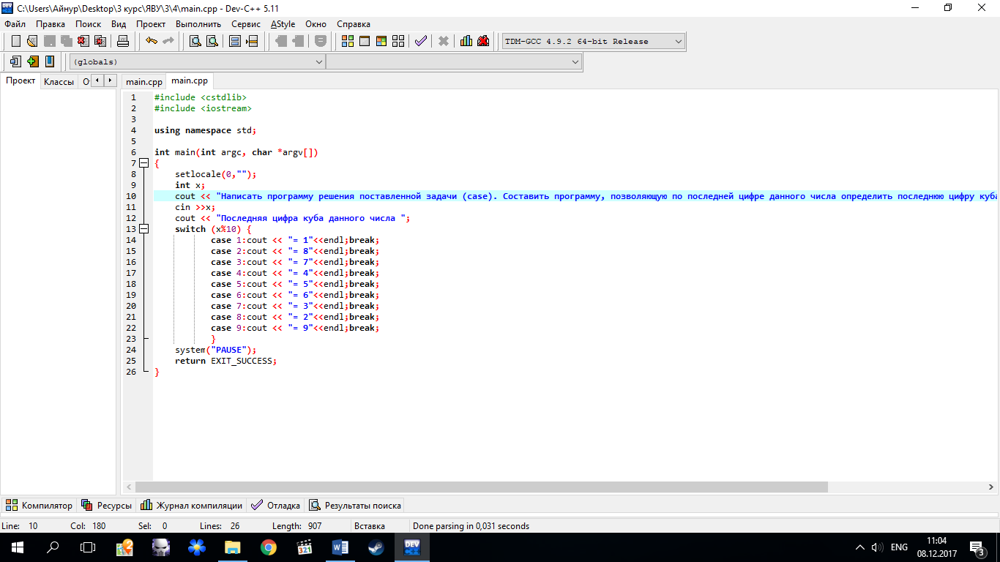 C:\Users\Айнур\Desktop\3 курс\ЯВУ\3\4\main.cpp - Dev-C++ 5.11
Файл Правка Поиск Вид Проект Выполнить Сервис AStyle Окно Справка
TDM-GCC 4.9.2 64-bit Release
(globals)
Проект Классы О main.cpp main.cpp
1 #include <cstdlib>
2 #include <iostream>
3
4 using namespace std;
5
6 int main(int argc, char *argv[])
7 {
8 setlocale(0,"");
9 int x;
10 cout << "Написать программу решения поставленной задачи (case). Составить программу, позволяющую по последней цифре данного числа определить последнюю цифру куба
11 cin >>x;
12 cout << "Последняя цифра куба данного числа ";
13 switch (x%10) {
14 case 1:cout << "= 1"<<endl;break;
15 case 2:cout << "= 8"<<endl;break;
16 case 3:cout << "= 7"<<endl;break;
17 case 4:cout << "= 4"<<endl;break;
18 case 5:cout << "= 5"<<endl;break;
19 case 6:cout << "= 6"<<endl;break;
20 case 7:cout << "= 3"<<endl;break;
21 case 8:cout << "= 2"<<endl;break;
22 case 9:cout << "= 9"<<endl;break;
23 }
24 system("PAUSE");
25 return EXIT_SUCCESS;
26 }
Компилятор Ресурсы Журнал компиляции Отладка Результаты поиска
Line: 10 Col: 180 Sel: 0 Lines: 26 Length: 907 Вставка Done parsing in 0,031 seconds
ENG 11:04
08.12.2017 3